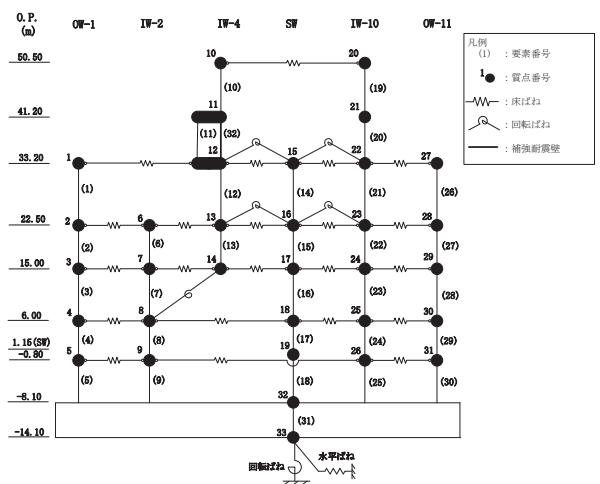 O.P.
(m)
OW-1 IW-2 IW-4 SW IW-10 OW-11
凡例
(1) : 要素番号
1 : 質点番号
: 床ばね
: 回転ばね
: 補強耐震壁
50.50 10 20
(10) (19)
41.20 11 21
(11) (32) (20)
33.20 1 12 15 22 27
(1) (12) (14) (21) (26)
22.50 2 6 13 16 23 28
(2) (6) (13) (15) (22) (27)
15.00 3 7 14 17 24 29
(3) (7) (16) (23) (28)
6.00 4 8 18 25 30
(4) (8) (17) (24) (29)
1.15(SW) 19
-0.80 5 9 26 31
(5) (9) (18) (25) (30)
-8.10 32
(31)
-14.10 33
回転ばね 水平ばね